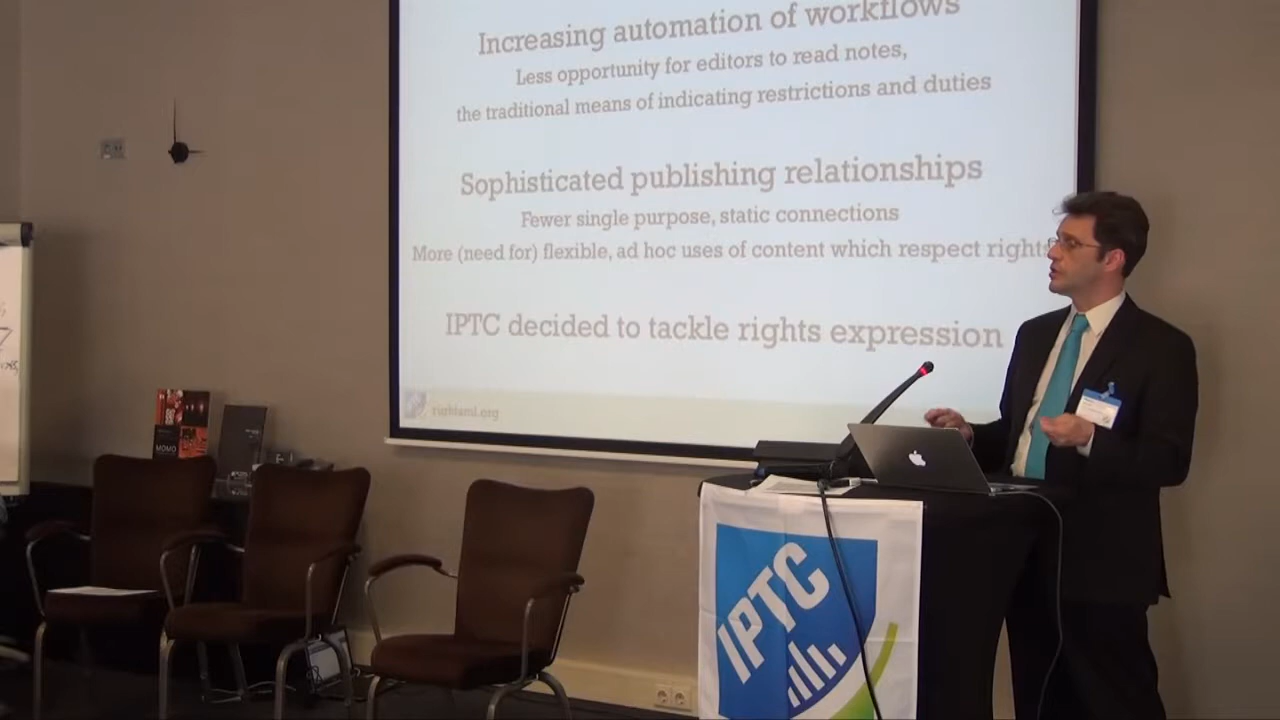 Increasing automation of workflows
Less opportunity for editors to read notes,
the traditional means of indicating restrictions and duties
Sophisticated publishing relationships
Fewer single purpose, static connections
More (need for) flexible, ad hoc uses of content which respect rights
IPTC decided to tackle rights expression
rightsml.org
MOMO
IPTC